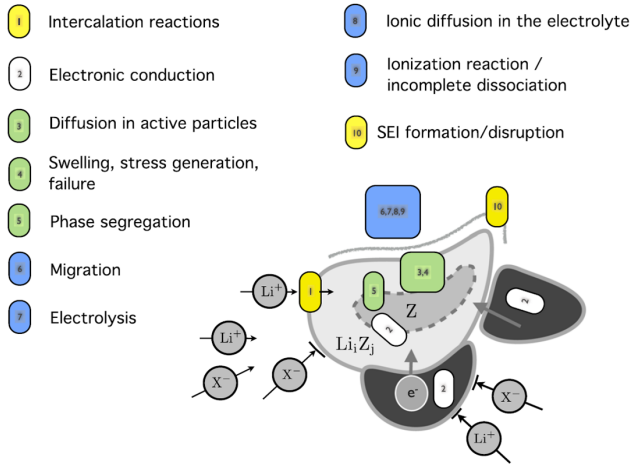 1 Intercalation reactions
2 Electronic conduction
3 Diffusion in active particles
4 Swelling, stress generation,
failure
5 Phase segregation
6 Migration
7 Electrolysis
8 Ionic diffusion in the electrolyte
9 Ionization reaction /
incomplete dissociation
10 SEI formation/disruption
6,7,8,9
10
3,4
Li⁺
1
5
2
Z
2
Li⁺
LiᵢZⱼ
X⁻
X⁻
e⁻
2
X⁻
Li⁺